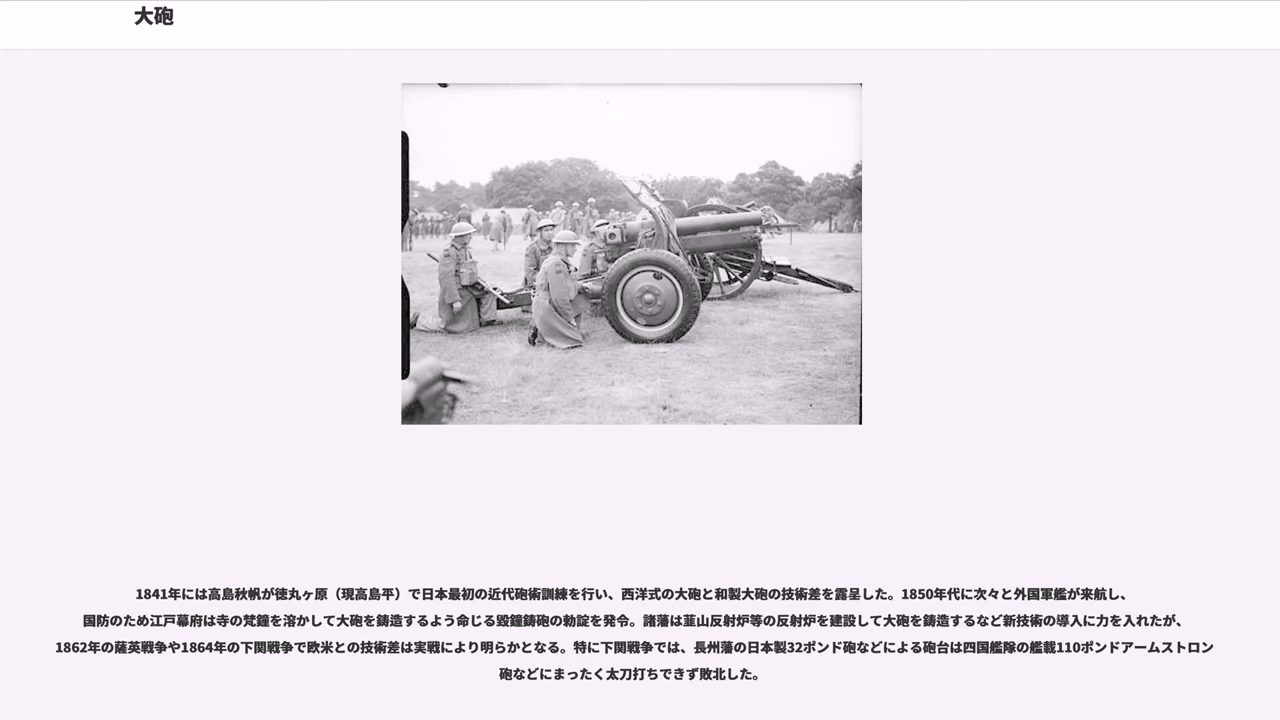 大砲
1841年には高島秋帆が徳丸ヶ原（現高島平）で日本最初の近代砲術訓練を行い、西洋式の大砲と和製大砲の技術差を露呈した。1850年代に次々と外国軍艦が来航し、
国防のため江戸幕府は寺の梵鐘を溶かして大砲を鋳造するよう命じる毀鐘鋳砲の勅諚を発令。諸藩は韮山反射炉等の反射炉を建設して大砲を鋳造するなど新技術の導入に力を入れたが、
1862年の薩英戦争や1864年の下関戦争で欧米との技術差は実戦により明らかとなる。特に下関戦争では、長州藩の日本製32ポンド砲などによる砲台は四国艦隊の艦載110ポンドアームストロン
砲などにまったく太刀打ちできず敗北した。